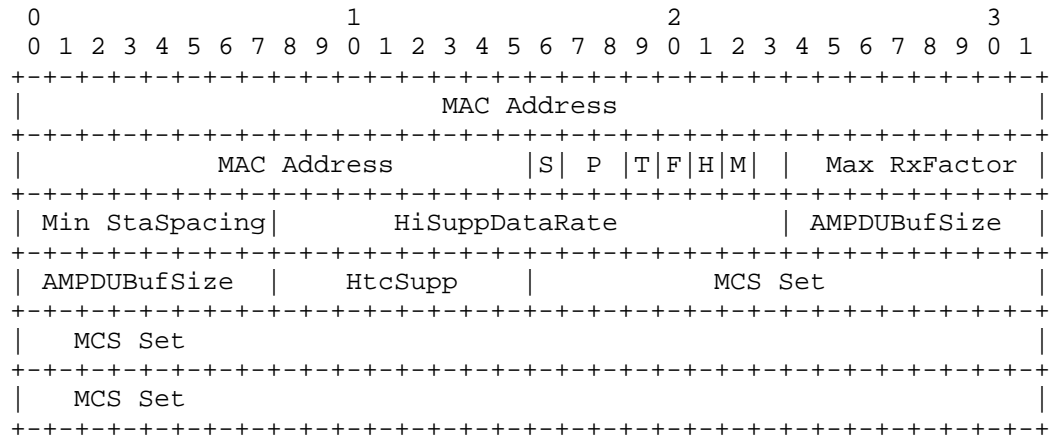 0                   1                   2                   3
 0 1 2 3 4 5 6 7 8 9 0 1 2 3 4 5 6 7 8 9 0 1 2 3 4 5 6 7 8 9 0 1
+-+-+-+-+-+-+-+-+-+-+-+-+-+-+-+-+-+-+-+-+-+-+-+-+-+-+-+-+-+-+-+-+
|                          MAC Address                          |
+-+-+-+-+-+-+-+-+-+-+-+-+-+-+-+-+-+-+-+-+-+-+-+-+-+-+-+-+-+-+-+-+
|            MAC Address        |S| P |T|F|H|M| |  Max RxFactor |
+-+-+-+-+-+-+-+-+-+-+-+-+-+-+-+-+-+-+-+-+-+-+-+-+-+-+-+-+-+-+-+-+
| Min StaSpacing|       HiSuppDataRate          | AMPDUBufSize  |
+-+-+-+-+-+-+-+-+-+-+-+-+-+-+-+-+-+-+-+-+-+-+-+-+-+-+-+-+-+-+-+-+
| AMPDUBufSize  |    HtcSupp    |           MCS Set             |
+-+-+-+-+-+-+-+-+-+-+-+-+-+-+-+-+-+-+-+-+-+-+-+-+-+-+-+-+-+-+-+-+
|   MCS Set                                                     |
+-+-+-+-+-+-+-+-+-+-+-+-+-+-+-+-+-+-+-+-+-+-+-+-+-+-+-+-+-+-+-+-+
|   MCS Set                                                     |
+-+-+-+-+-+-+-+-+-+-+-+-+-+-+-+-+-+-+-+-+-+-+-+-+-+-+-+-+-+-+-+-+